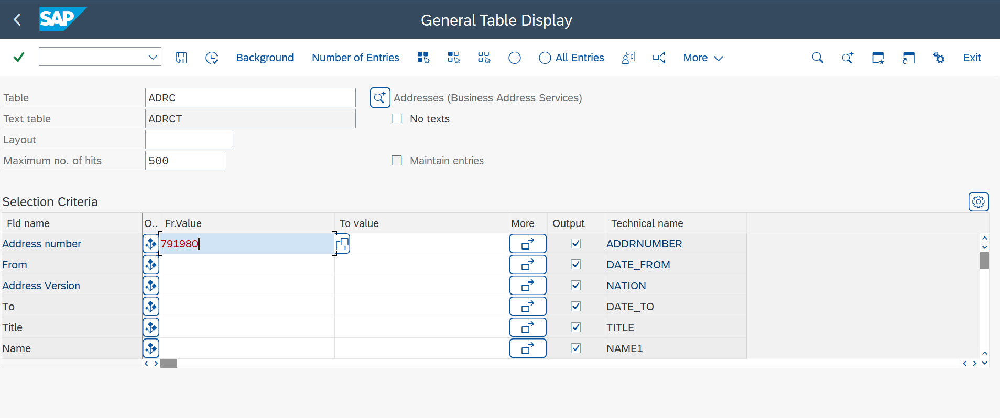 SAP General Table Display
Background Number of Entries All Entries More Exit
Table ADRC Addresses (Business Address Services)
Text table ADRCT No texts
Layout
Maximum no. of hits 500 Maintain entries
Selection Criteria
Fld name O.. Fr.Value To value More Output Technical name
Address number 791980 ADDRNUMBER
From DATE_FROM
Address Version NATION
To DATE_TO
Title TITLE
Name NAME1